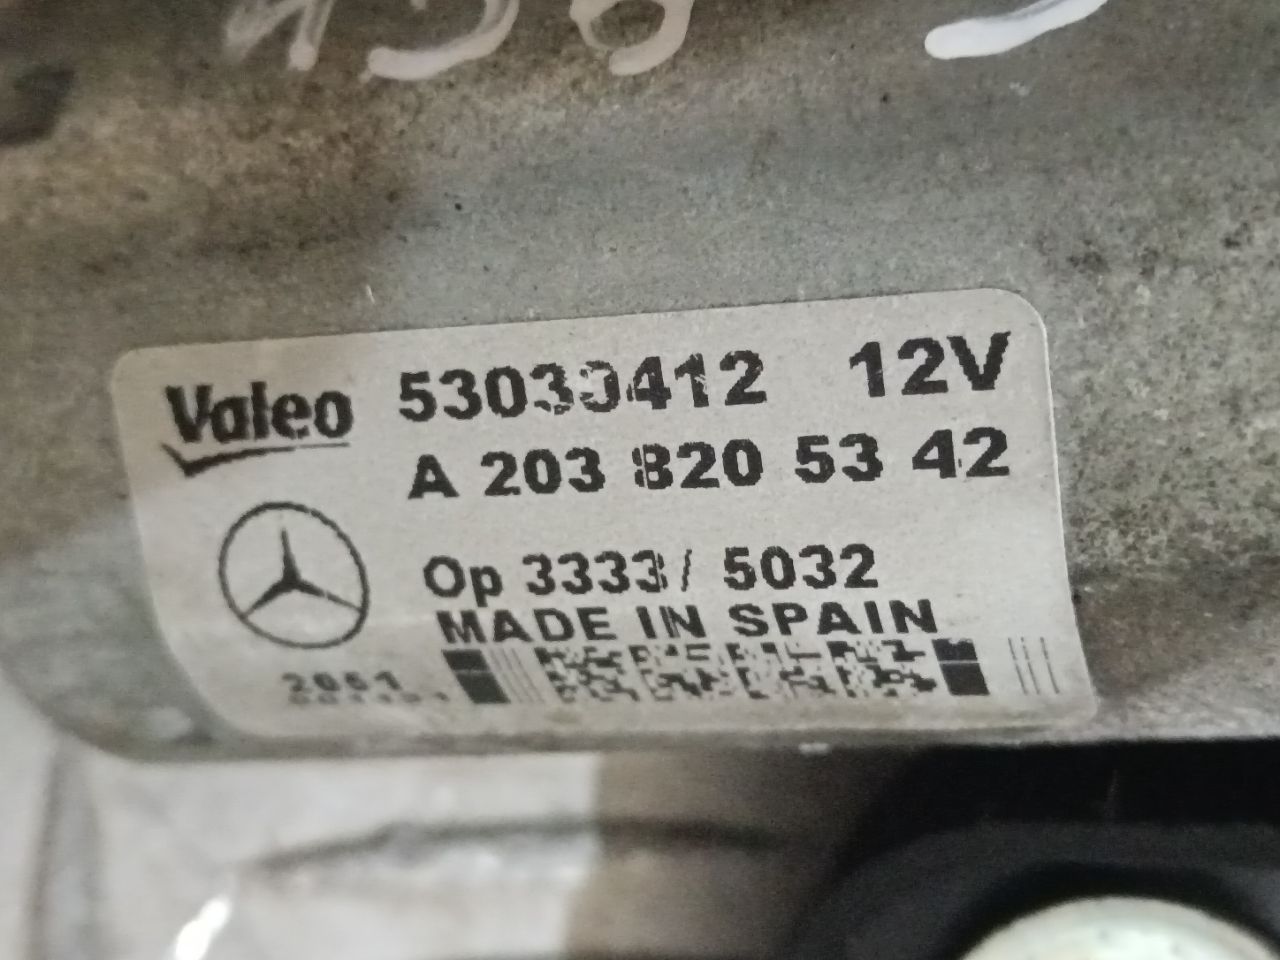 Valeo 53030412 12V
A 203 820 53 42
Op 3333/ 5032
MADE IN SPAIN